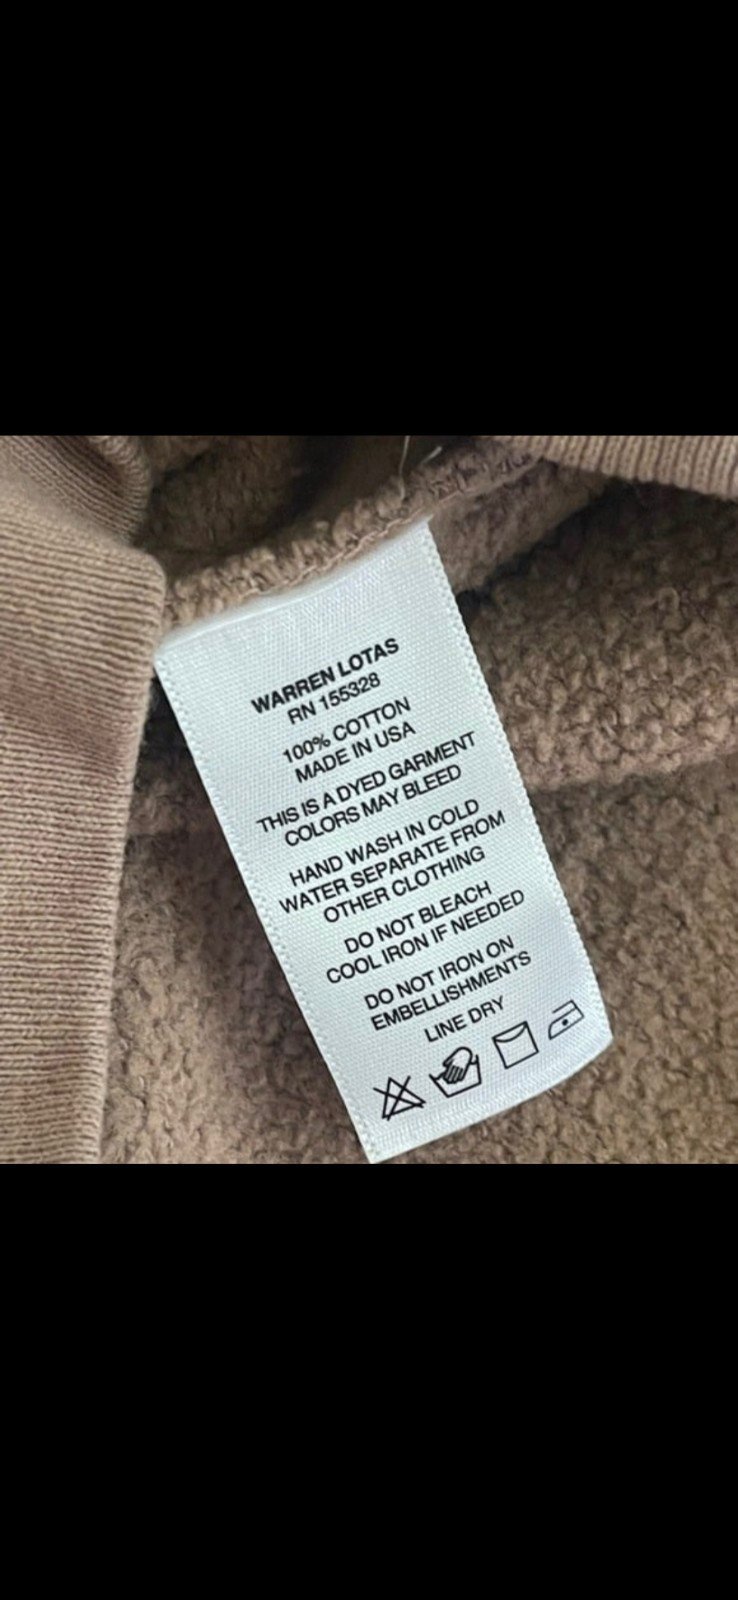 WARREN LOTAS
RN 155328
100% COTTON
MADE IN USA
THIS IS A DYED GARMENT
COLORS MAY BLEED
HAND WASH IN COLD
WATER SEPARATE FROM
OTHER CLOTHING
DO NOT BLEACH
COOL IRON IF NEEDED
DO NOT IRON ON
EMBELLISHMENTS
LINE DRY